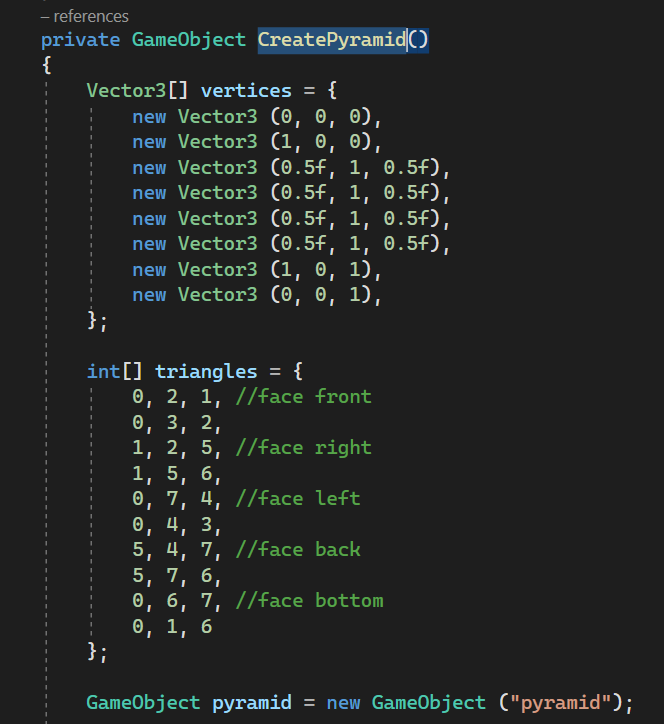 – references
private GameObject CreatePyramid()
{
Vector3[] vertices = {
new Vector3 (0, 0, 0),
new Vector3 (1, 0, 0),
new Vector3 (0.5f, 1, 0.5f),
new Vector3 (0.5f, 1, 0.5f),
new Vector3 (0.5f, 1, 0.5f),
new Vector3 (0.5f, 1, 0.5f),
new Vector3 (1, 0, 1),
new Vector3 (0, 0, 1),
};
int[] triangles = {
0, 2, 1, //face front
0, 3, 2,
1, 2, 5, //face right
1, 5, 6,
0, 7, 4, //face left
0, 4, 3,
5, 4, 7, //face back
5, 7, 6,
0, 6, 7, //face bottom
0, 1, 6
};
GameObject pyramid = new GameObject ("pyramid");